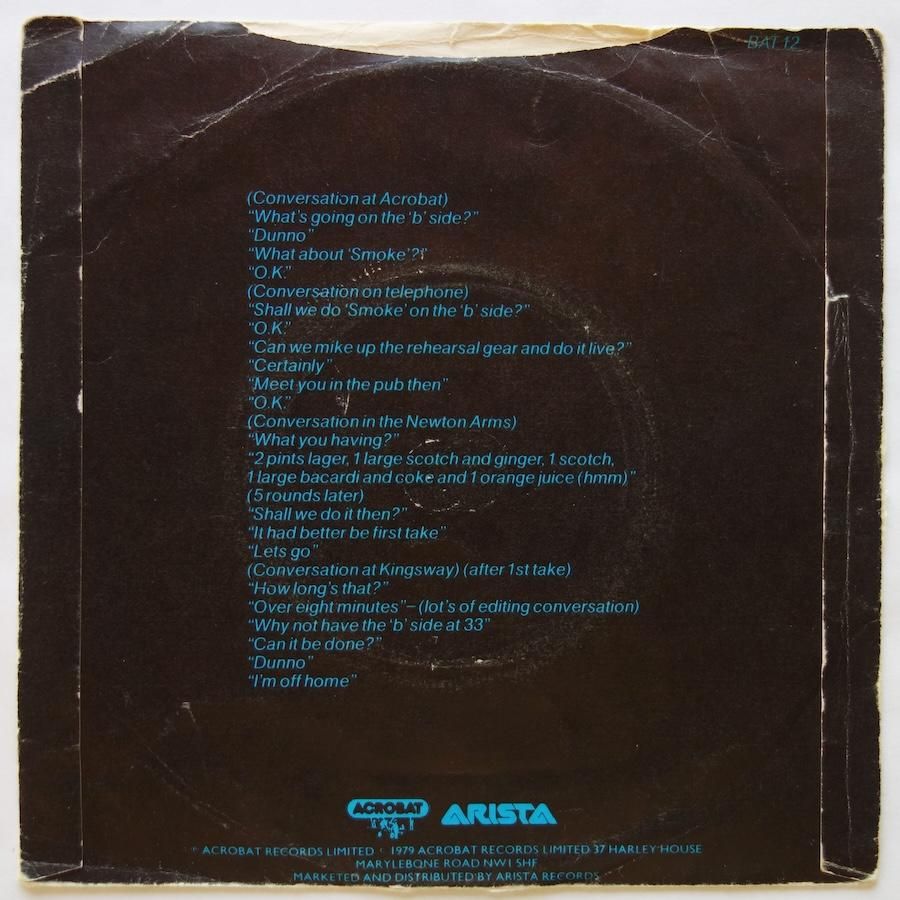 BAT 12
(Conversation at Acrobat)
“What's going on the ‘b’ side?”
“Dunno”
“What about ‘Smoke’?”
“O.K.”
(Conversation on telephone)
“Shall we do ‘Smoke’ on the ‘b’ side?”
“O.K.”
“Can we mike up the rehearsal gear and do it live?”
“Certainly”
“Meet you in the pub then”
“O.K.”
(Conversation in the Newton Arms)
“What you having?”
“2 pints lager, 1 large scotch and ginger, 1 scotch,
1 large bacardi and coke and 1 orange juice (hmm)”
(5 rounds later)
“Shall we do it then?”
“It had better be first take”
“Lets go”
(Conversation at Kingsway) (after 1st take)
“How long's that?”
“Over eight minutes” – (lot's of editing conversation)
“Why not have the ‘b’ side at 33”
“Can it be done?”
“Dunno”
“I'm off home”
ACROBAT ARISTA
℗ ACROBAT RECORDS LIMITED © 1979 ACROBAT RECORDS LIMITED 37 HARLEY HOUSE
MARYLEBONE ROAD NW1 5HF
MARKETED AND DISTRIBUTED BY ARISTA RECORDS